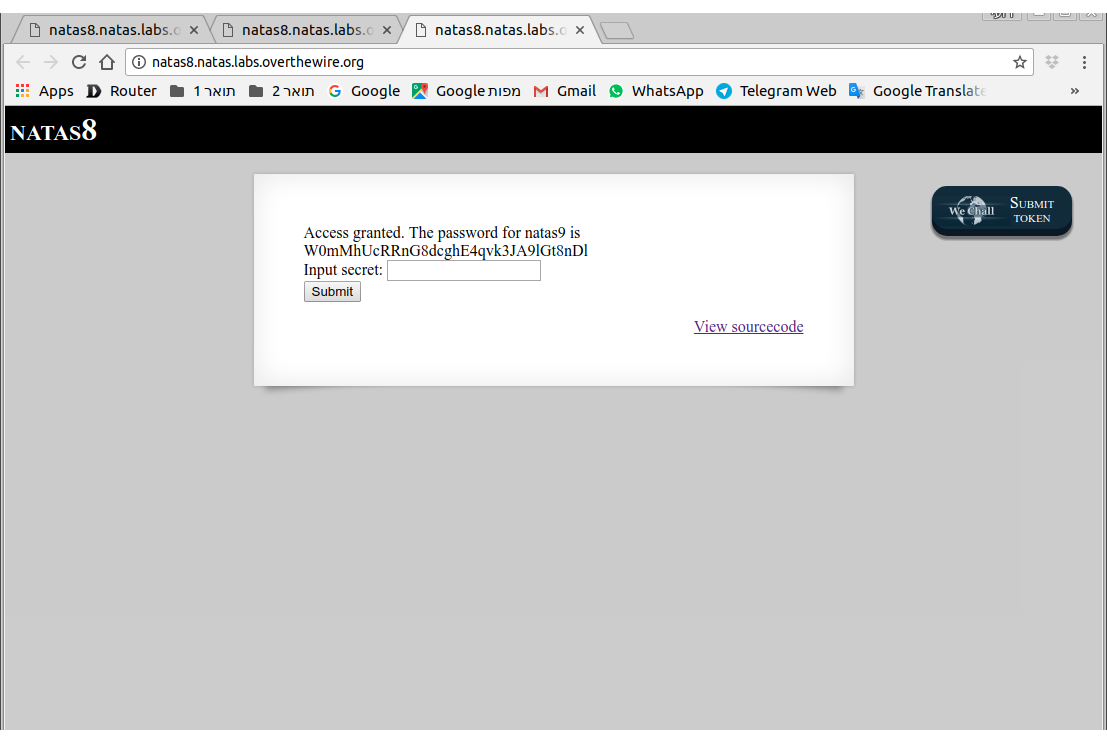 natas8.natas.labs.o
natas8.natas.labs.o
natas8.natas.labs.o
natas8.natas.labs.overthewire.org
Apps Router תואר 1 תואר 2 Google Google מפות Gmail WhatsApp Telegram Web Google Translate »
NATAS8
We Chall SUBMIT TOKEN
Access granted. The password for natas9 is
W0mMhUcRRnG8dcghE4qvk3JA9lGt8nDl
Input secret:
Submit
View sourcecode